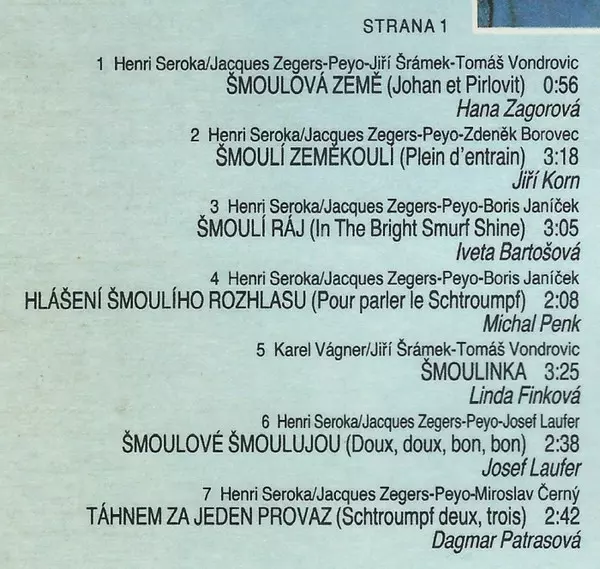 STRANA 1
1 Henri Seroka/Jacques Zegers-Peyo-Jiří Šrámek-Tomáš Vondrovic
ŠMOULOVÁ ZEMĚ (Johan et Pirlovit) 0:56
Hana Zagorová
2 Henri Seroka/Jacques Zegers-Peyo-Zdeněk Borovec
ŠMOULÍ ZEMĚKOULÍ (Plein d'entrain) 3:18
Jiří Korn
3 Henri Seroka/Jacques Zegers-Peyo-Boris Janíček
ŠMOULÍ RÁJ (In The Bright Smurf Shine) 3:05
Iveta Bartošová
4 Henri Seroka/Jacques Zegers-Peyo-Boris Janíček
HLÁŠENÍ ŠMOULÍHO ROZHLASU (Pour parler le Schtroumpf) 2:08
Michal Penk
5 Karel Vágner/Jiří Šrámek-Tomáš Vondrovic
ŠMOULINKA 3:25
Linda Finková
6 Henri Seroka/Jacques Zegers-Peyo-Josef Laufer
ŠMOULOVÉ ŠMOULUJOU (Doux, doux, bon, bon) 2:38
Josef Laufer
7 Henri Seroka/Jacques Zegers-Peyo-Miroslav Černý
TÁHNEM ZA JEDEN PROVAZ (Schtroumpf deux, trois) 2:42
Dagmar Patrasová